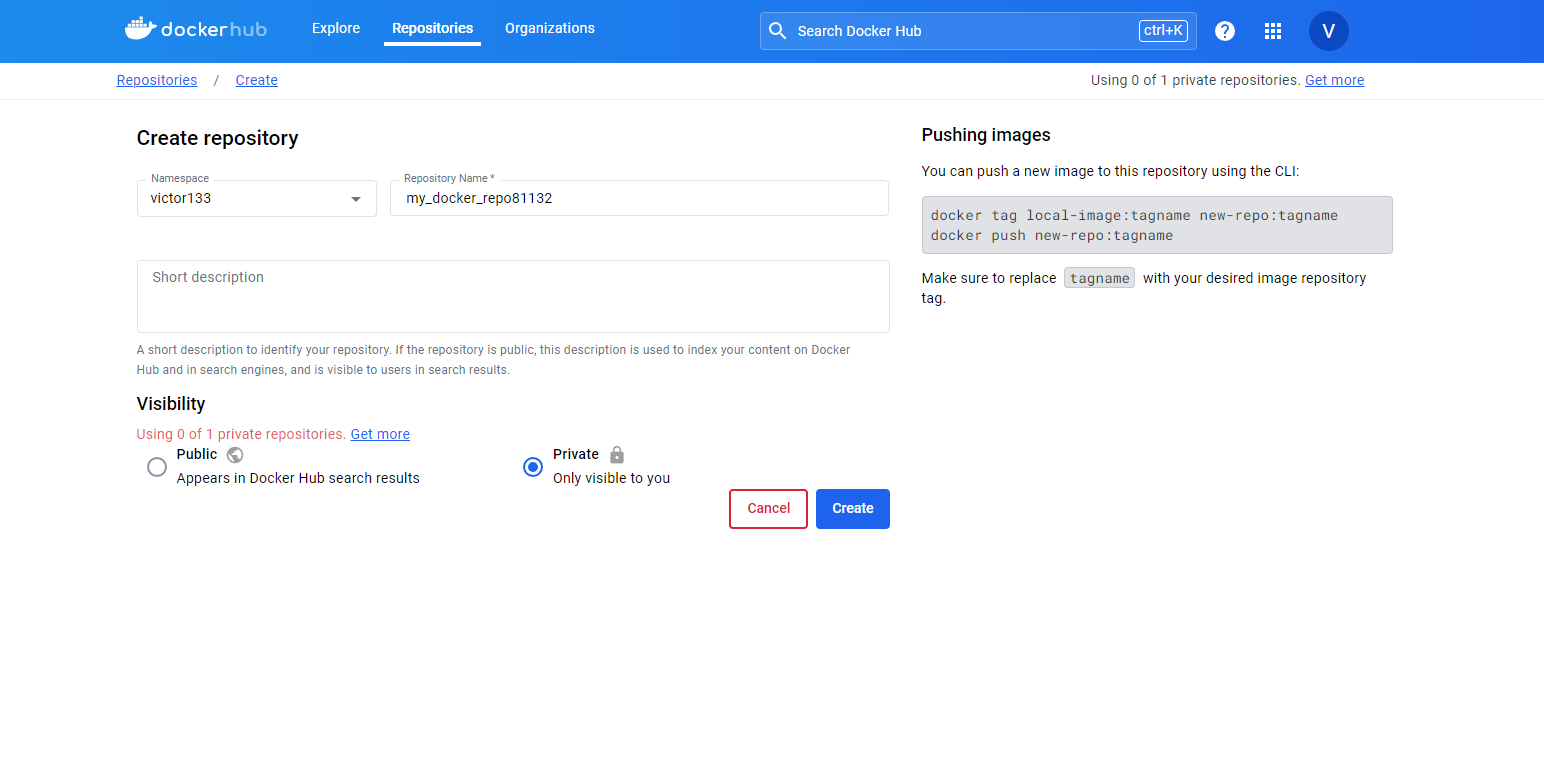 dockerhub
Explore
Repositories
Organizations
Search Docker Hub
ctrl+K
V
Repositories / Create
Using 0 of 1 private repositories. Get more
Create repository
Namespace
victor133
Repository Name *
my_docker_repo81132
Short description
A short description to identify your repository. If the repository is public, this description is used to index your content on Docker
Hub and in search engines, and is visible to users in search results.
Visibility
Using 0 of 1 private repositories. Get more
Public
Appears in Docker Hub search results
Private
Only visible to you
Cancel
Create
Pushing images
You can push a new image to this repository using the CLI:
docker tag local-image:tagname new-repo:tagname
docker push new-repo:tagname
Make sure to replace tagname with your desired image repository
tag.